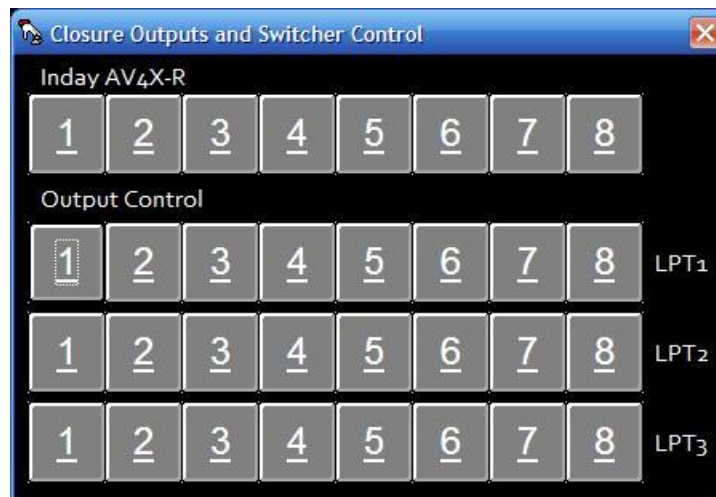 Closure Outputs and Switcher Control
Inday AV4X-R
1 2 3 4 5 6 7 8
Output Control
1 2 3 4 5 6 7 8 LPT1
1 2 3 4 5 6 7 8 LPT2
1 2 3 4 5 6 7 8 LPT3